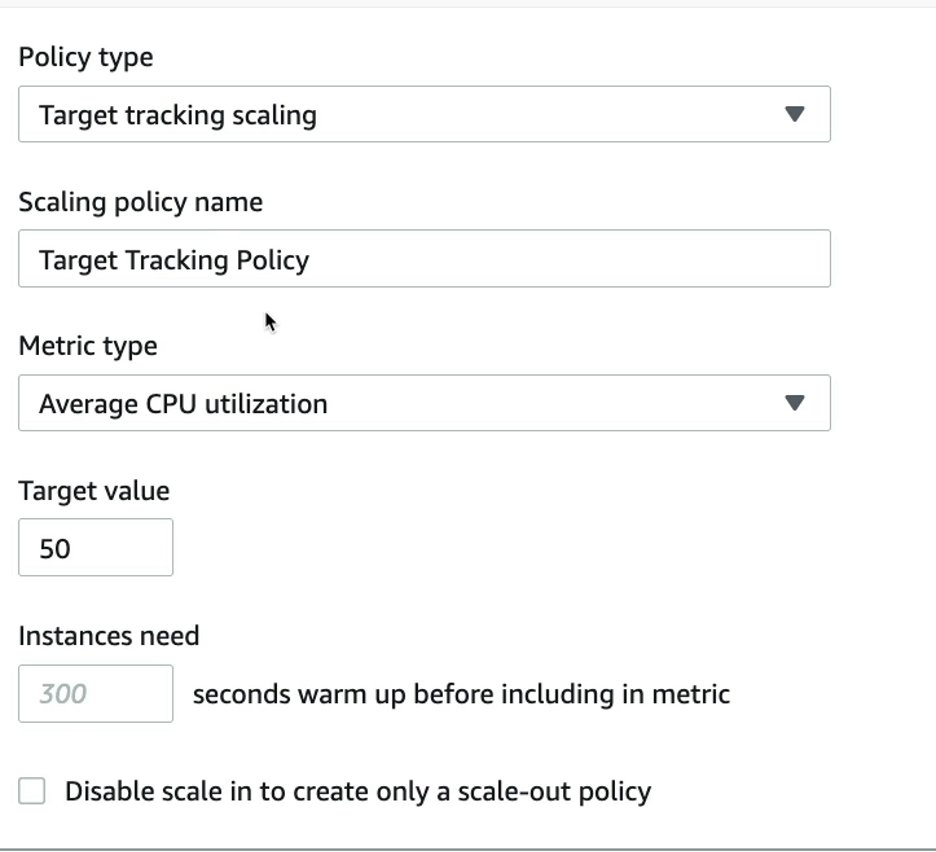 Policy type
Target tracking scaling
Scaling policy name
Target Tracking Policy
Metric type
Average CPU utilization
Target value
50
Instances need
300 seconds warm up before including in metric
Disable scale in to create only a scale-out policy